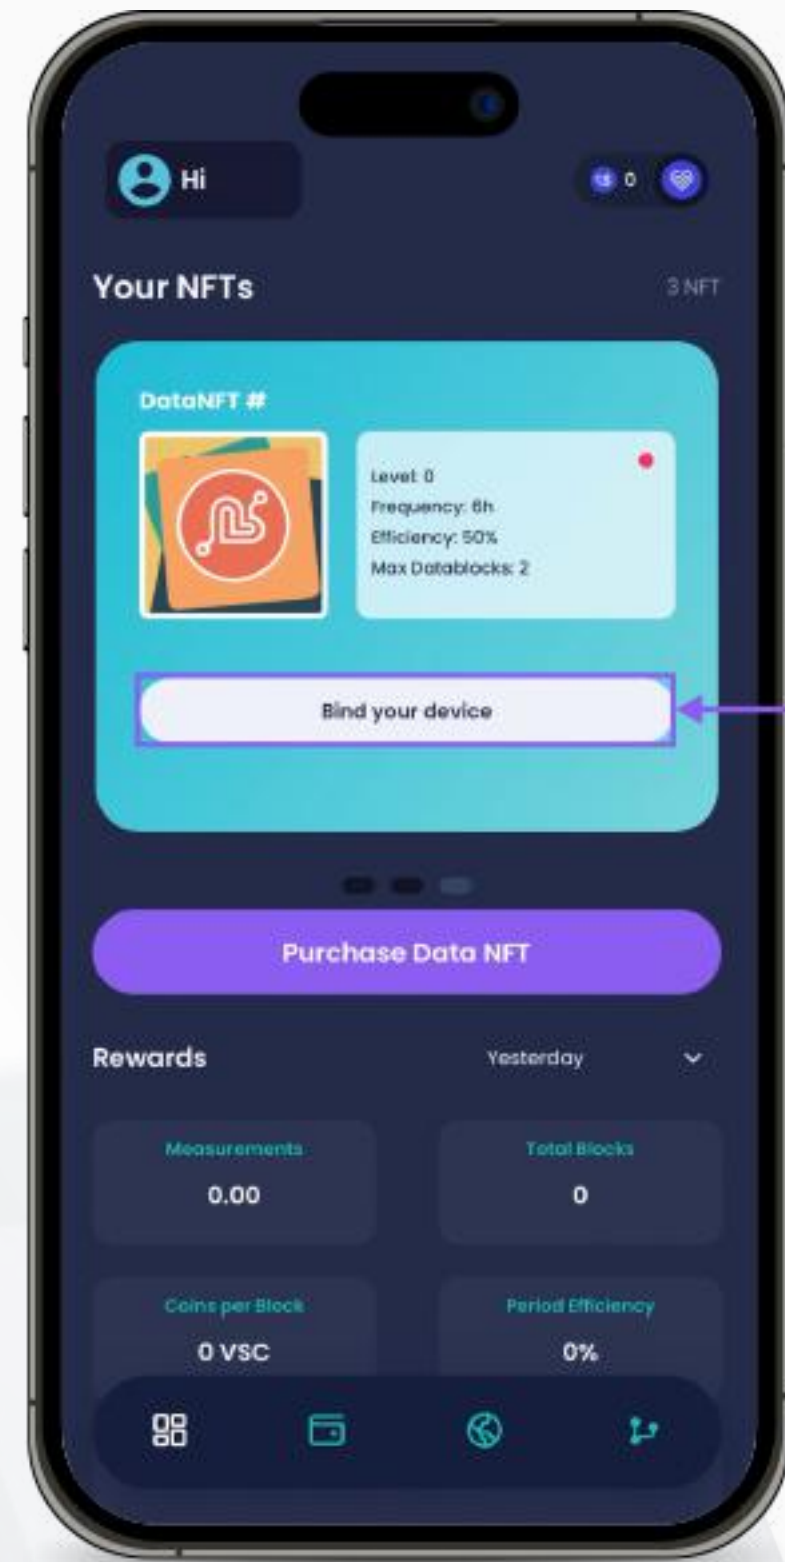 Hi
0
Your NFTs
3 NFT
DataNFT #
Level: 0
Frequency: 6h
Efficiency: 50%
Max Datablocks: 2
Bind your device
Purchase Data NFT
Rewards
Yesterday
Measurements
Total Blocks
0.00
0
Coins per Block
Period Efficiency
0 VSC
0%